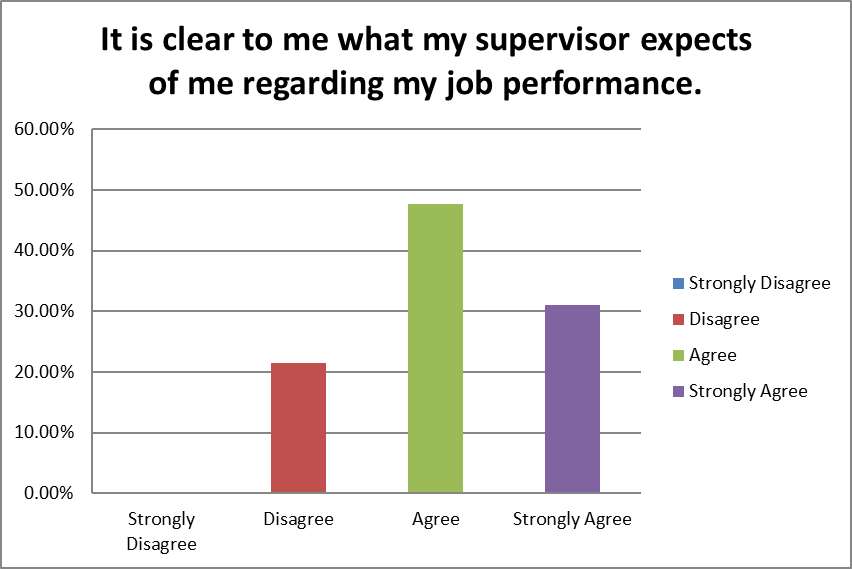 It is clear to me what my supervisor expects
of me regarding my job performance.
60.00%
50.00%
40.00%
30.00%
20.00%
10.00%
0.00%
Strongly
Disagree
Disagree
Agree
Strongly Agree
Strongly Disagree
Disagree
Agree
Strongly Agree